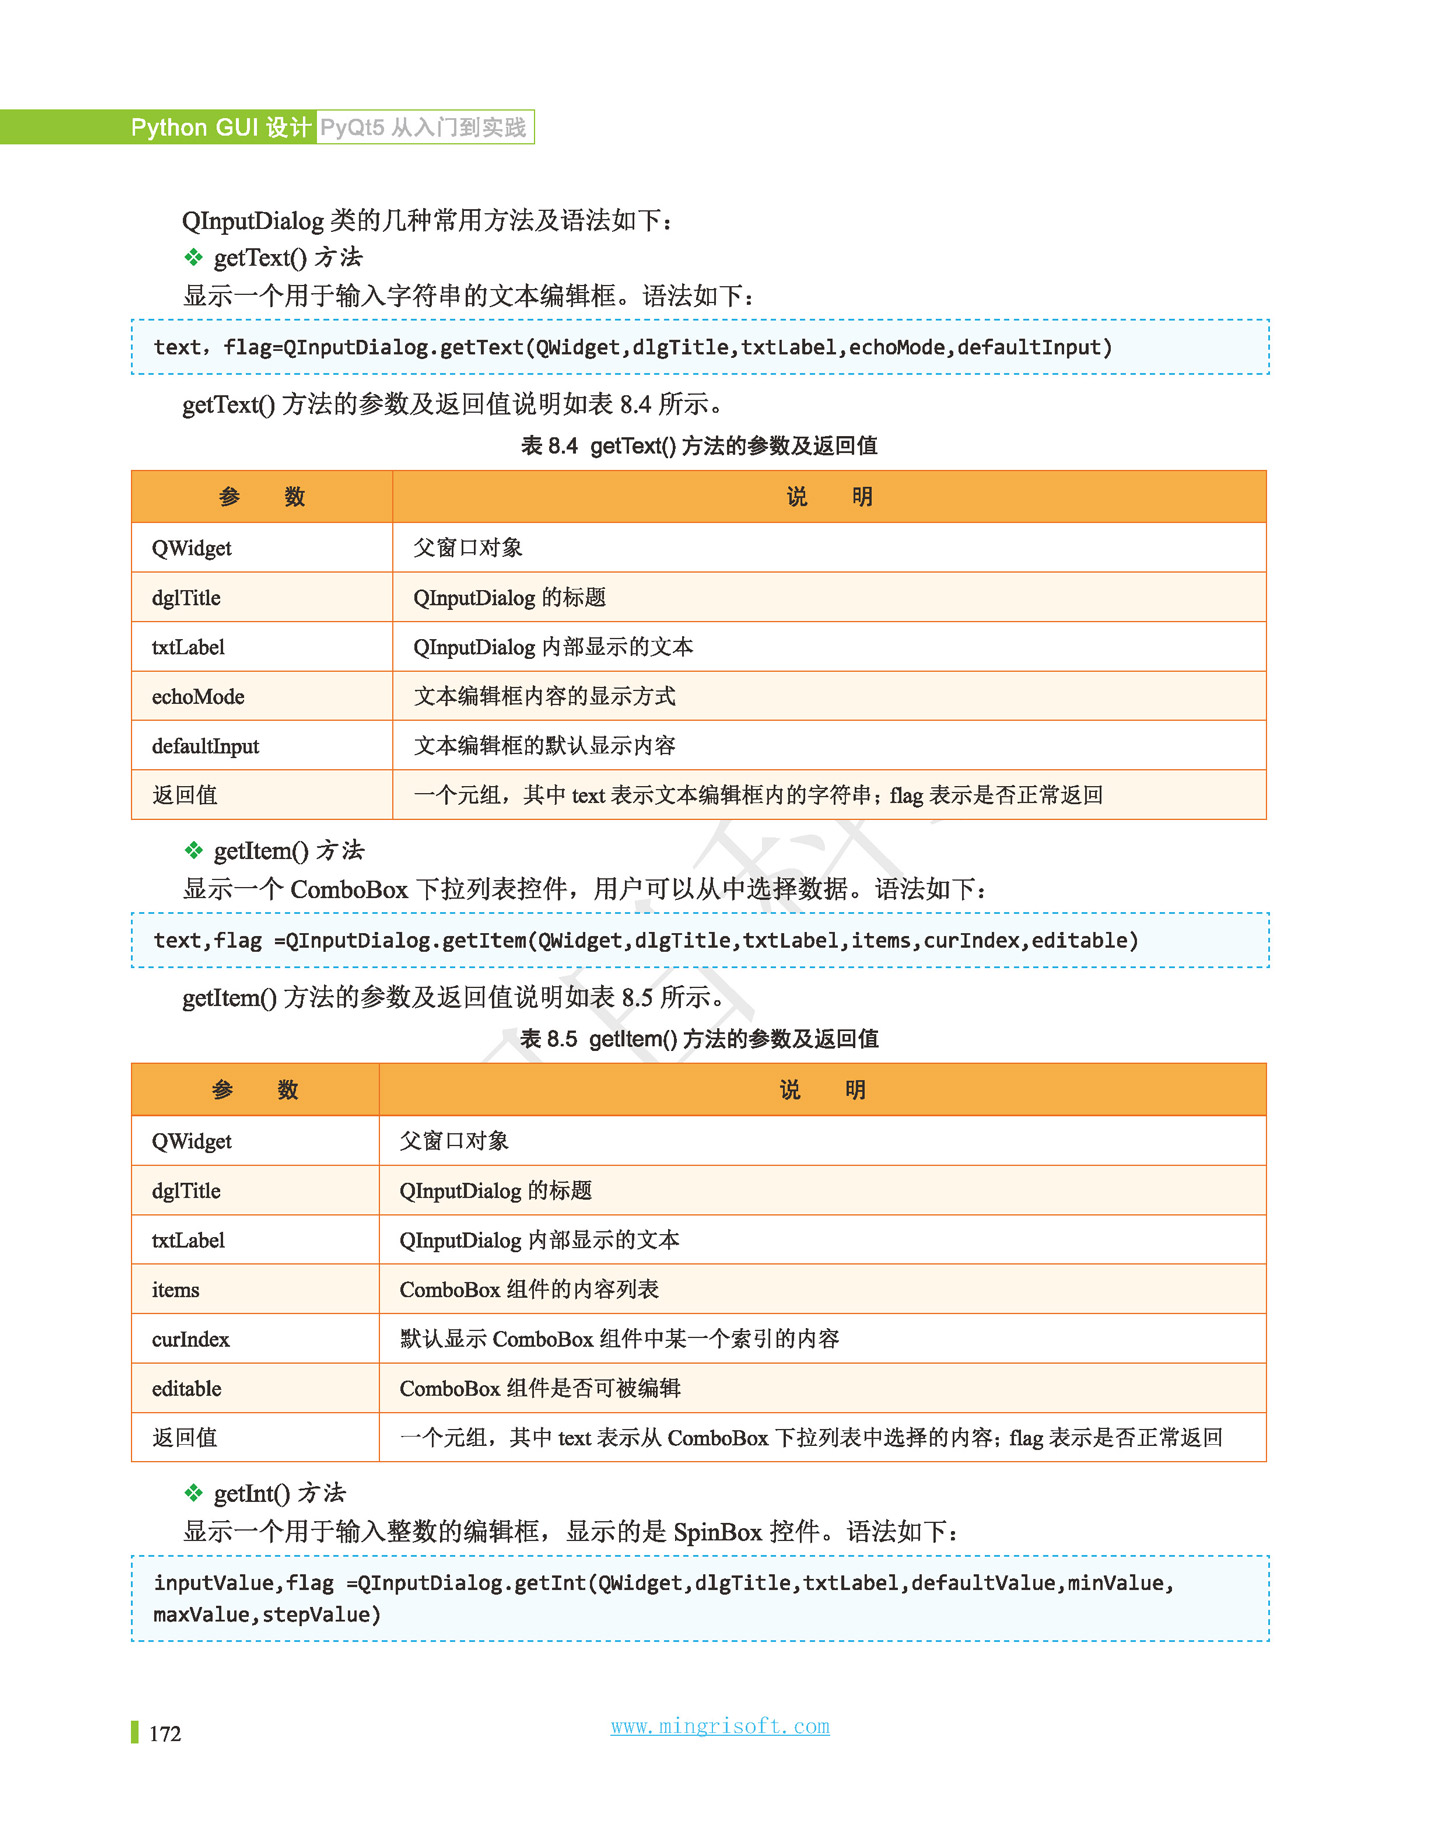 Python GUI 设计 PyQt5 从入门到实践
QInputDialog 类的几种常用方法及语法如下：
❖ getText() 方法
显示一个用于输入字符串的文本编辑框。语法如下：
text，flag=QInputDialog.getText(QWidget,dlgTitle,txtLabel,echoMode,defaultInput)
getText() 方法的参数及返回值说明如表 8.4 所示。
表 8.4 getText() 方法的参数及返回值
参 数 说 明
QWidget 父窗口对象
dglTitle QInputDialog 的标题
txtLabel QInputDialog 内部显示的文本
echoMode 文本编辑框内容的显示方式
defaultInput 文本编辑框的默认显示内容
返回值 一个元组，其中 text 表示文本编辑框内的字符串；flag 表示是否正常返回
❖ getItem() 方法
显示一个 ComboBox 下拉列表控件，用户可以从中选择数据。语法如下：
text,flag =QInputDialog.getItem(QWidget,dlgTitle,txtLabel,items,curIndex,editable)
getItem() 方法的参数及返回值说明如表 8.5 所示。
表 8.5 getItem() 方法的参数及返回值
参 数 说 明
QWidget 父窗口对象
dglTitle QInputDialog 的标题
txtLabel QInputDialog 内部显示的文本
items ComboBox 组件的内容列表
curIndex 默认显示 ComboBox 组件中某一个索引的内容
editable ComboBox 组件是否可被编辑
返回值 一个元组，其中 text 表示从 ComboBox 下拉列表中选择的内容；flag 表示是否正常返回
❖ getInt() 方法
显示一个用于输入整数的编辑框，显示的是 SpinBox 控件。语法如下：
inputValue,flag =QInputDialog.getInt(QWidget,dlgTitle,txtLabel,defaultValue,minValue,
maxValue,stepValue)
172 www.mingrisoft.com